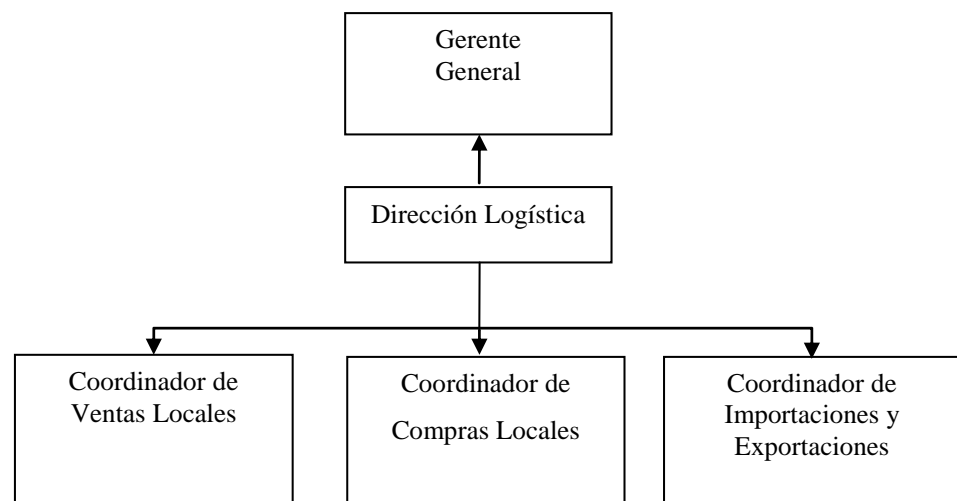 Gerente
General
Dirección Logística
Coordinador de
Ventas Locales
Coordinador de
Compras Locales
Coordinador de
Importaciones y
Exportaciones